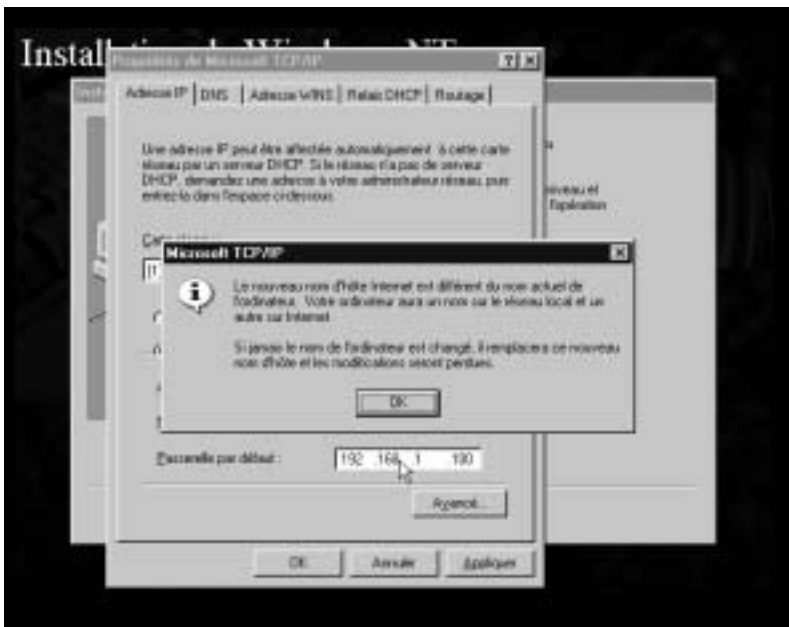 Instal
Propriétés de Microsoft TCP/IP
Adresse IP DNS Adresse WINS Relais DHCP Routage
Une adresse IP peut être affectée automatiquement à cette carte
réseau par un serveur DHCP. Si le réseau n'a pas de serveur
DHCP, demandez une adresse à votre administrateur réseau, puis
entrez-la dans l'espace ci-dessous.
niveau et
l'opération
Microsoft TCP/IP
Le nouveau nom d'hôte Internet est différent du nom actuel de
l'ordinateur. Votre ordinateur aura un nom sur le réseau local et un
autre sur Internet.
Si jamais le nom de l'ordinateur est changé, il remplacera ce nouveau
nom d'hôte et les modifications seront perdues.
OK
Passerelle par défaut : 192 .168 . 1 . 100
Avancé...
OK Annuler Appliquer